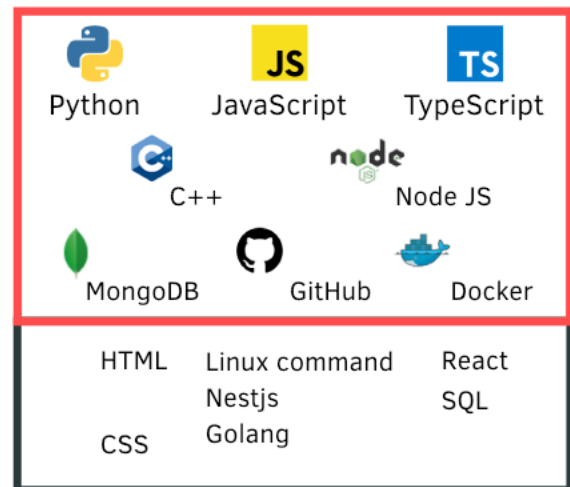 JS
TS
Python
JavaScript
TypeScript
C++
node
JS
C++
Node JS
MongoDB
GitHub
Docker
HTML
Linux command
React
Nestjs
SQL
Golang
CSS